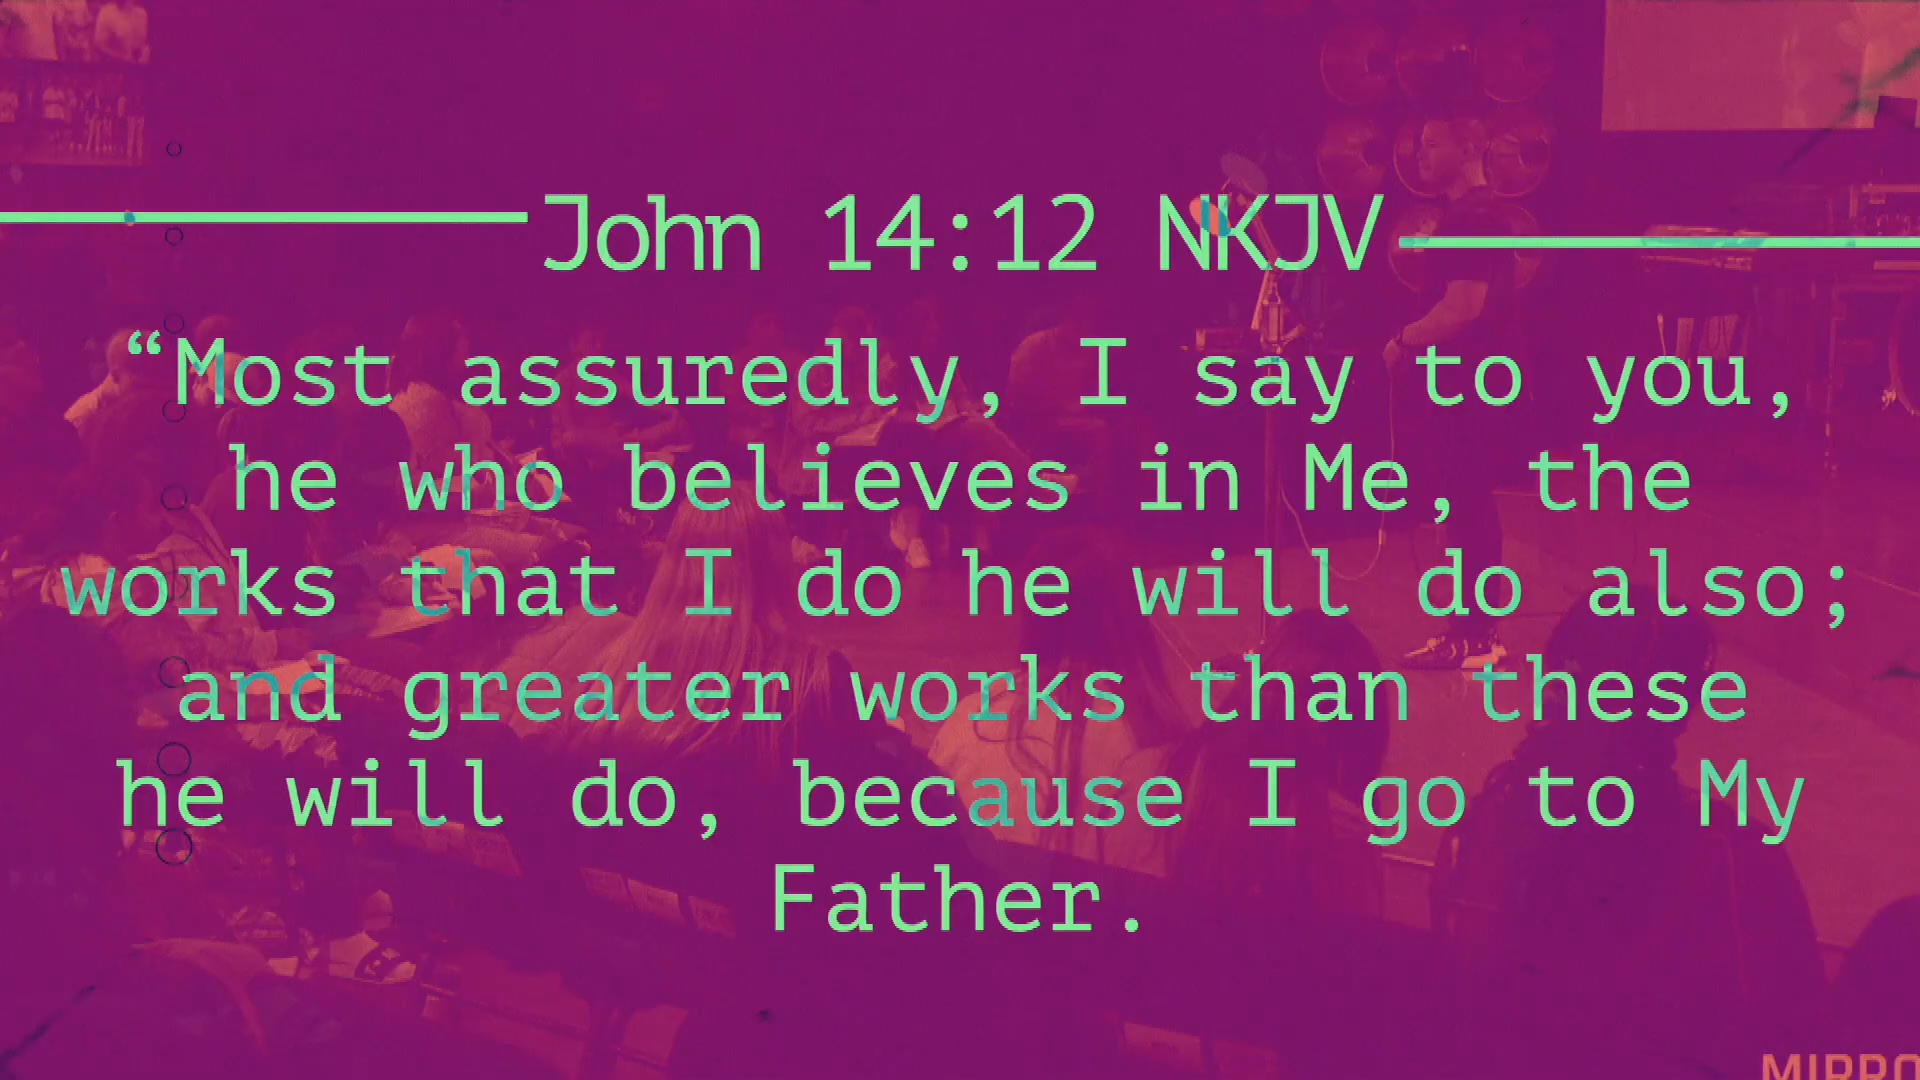 John 14:12 NKJV
“Most assuredly, I say to you,
he who believes in Me, the
works that I do he will do also;
and greater works than these
he will do, because I go to My
Father.
MIRRO